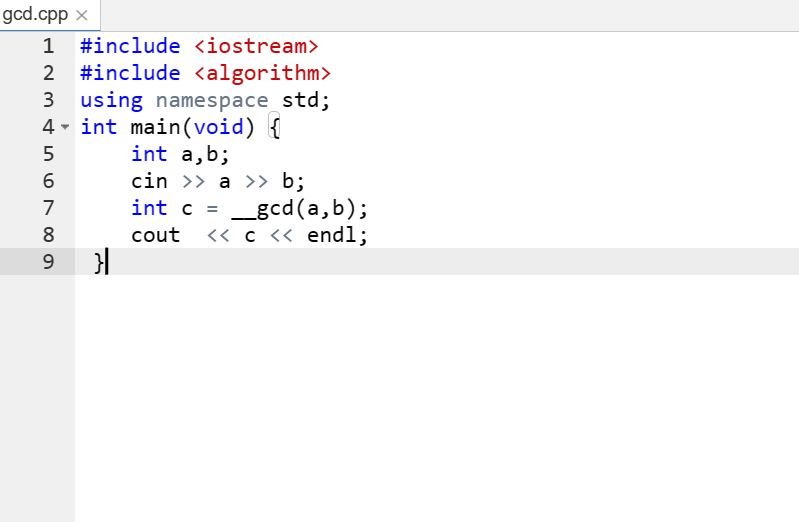 gcd.cpp ×
1 #include <iostream>
2 #include <algorithm>
3 using namespace std;
4 int main(void) {
5     int a,b;
6     cin >> a >> b;
7     int c = __gcd(a,b);
8     cout  << c << endl;
9  }